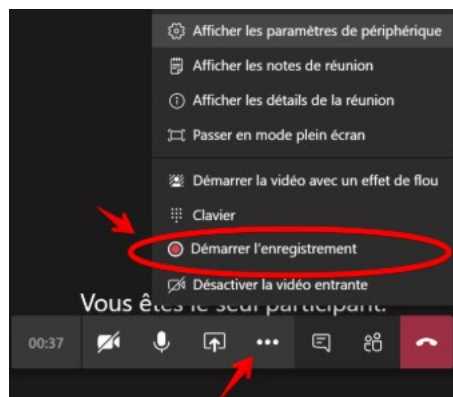 Afficher les paramètres de périphérique
Afficher les notes de réunion
Afficher les détails de la réunion
Passer en mode plein écran
Démarrer la vidéo avec un effet de flou
Clavier
Démarrer l'enregistrement
Désactiver la vidéo entrante
Vous êtes le seul participant.
00:37